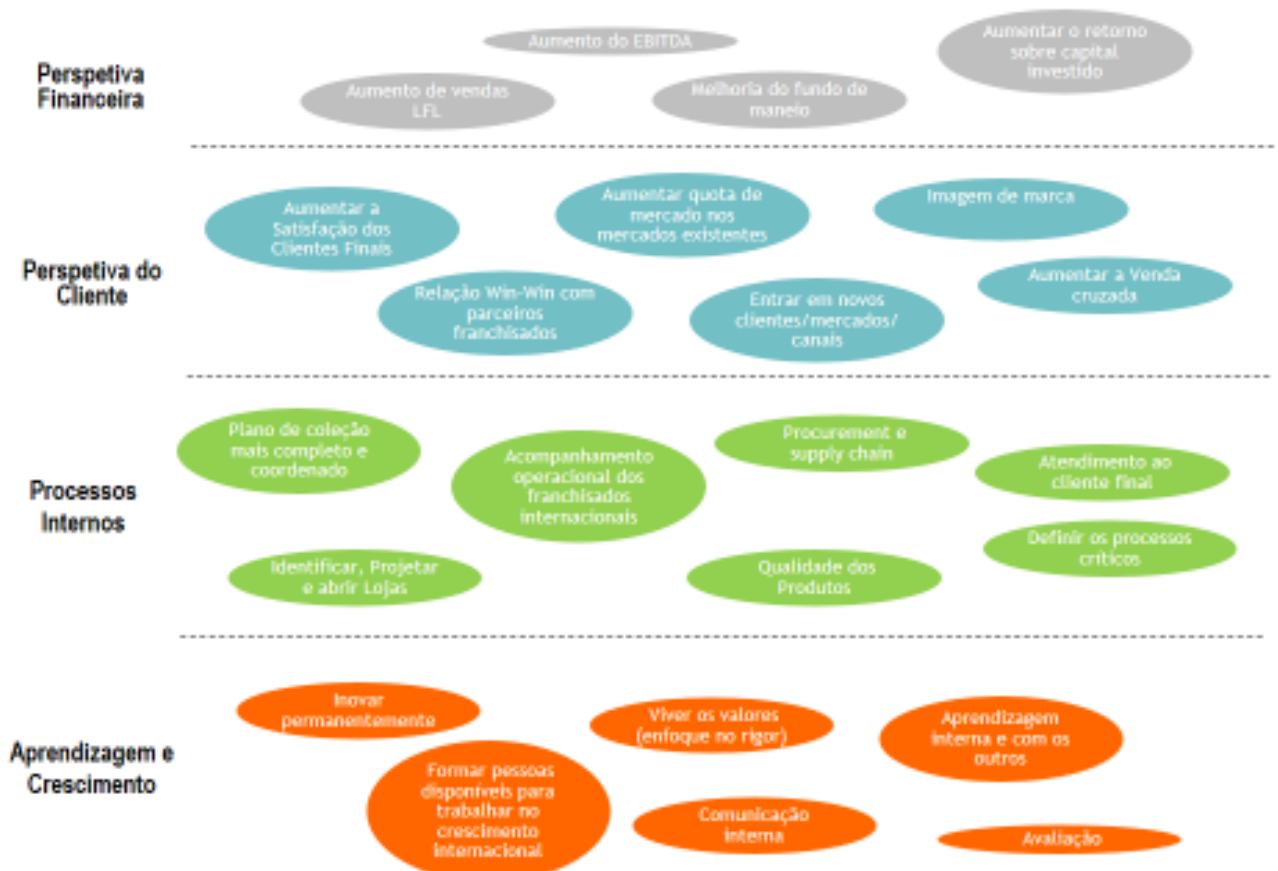 Perspetiva
Financeira
Aumento do EBITDA
Aumentar o retorno
sobre capital
investido
Aumento de vendas
LFL
Melhoria do fundo de
maneio
Perspetiva do
Cliente
Aumentar a
Satisfação dos
Clientes Finais
Aumentar quota de
mercado nos
mercados existentes
Imagem de marca
Relação Win-Win com
parceiros
franchisados
Entrar em novos
clientes/mercados/
canais
Aumentar a Venda
cruzada
Processos
Internos
Plano de coleção
mais completo e
coordenado
Acompanhamento
operacional dos
franchisados
internacionais
Procurement e
supply chain
Atendimento ao
cliente final
Identificar, Projetar
e abrir Lojas
Qualidade dos
Produtos
Definir os processos
críticos
Aprendizagem e
Crescimento
Inovar
permanentemente
Viver os valores
(enfoque no rigor)
Aprendizagem
interna e com os
outros
Formar pessoas
disponíveis para
trabalhar no
crescimento
internacional
Comunicação
interna
Avaliação